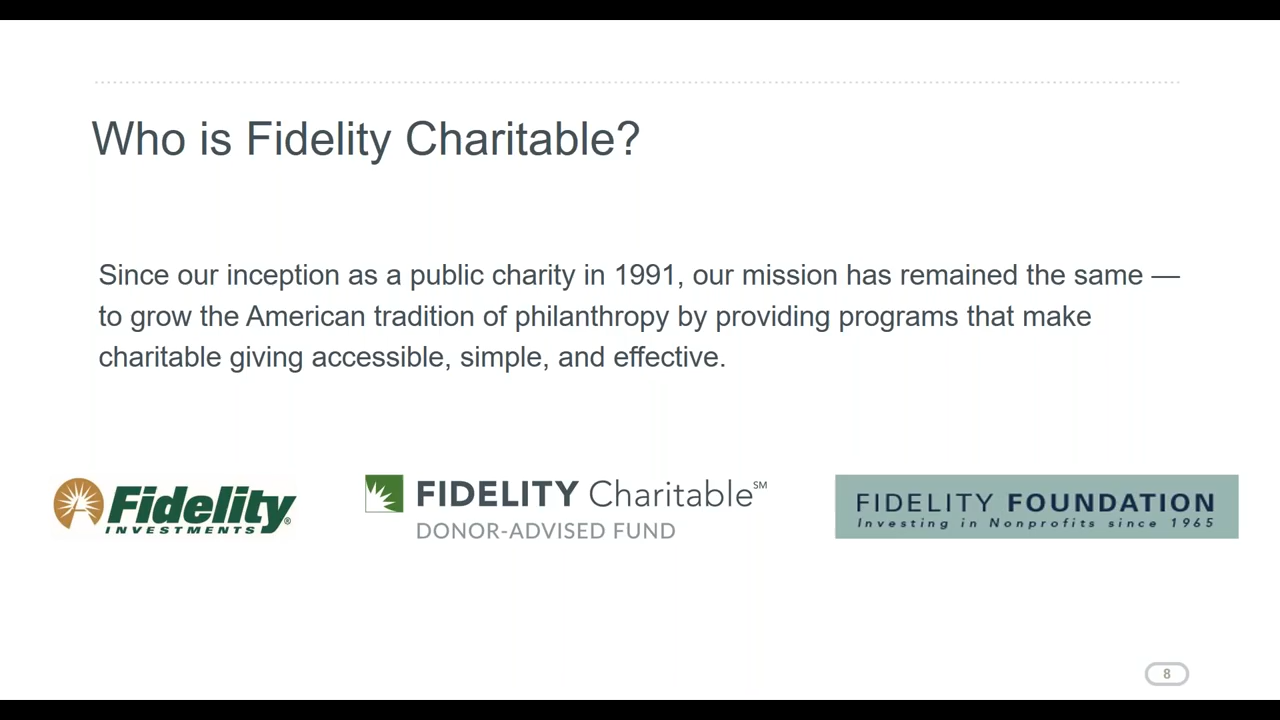 Who is Fidelity Charitable?
Since our inception as a public charity in 1991, our mission has remained the same —
to grow the American tradition of philanthropy by providing programs that make
charitable giving accessible, simple, and effective.
Fidelity
INVESTMENTS®
FIDELITY Charitable℠
DONOR-ADVISED FUND
FIDELITY FOUNDATION
Investing in Nonprofits since 1965
8